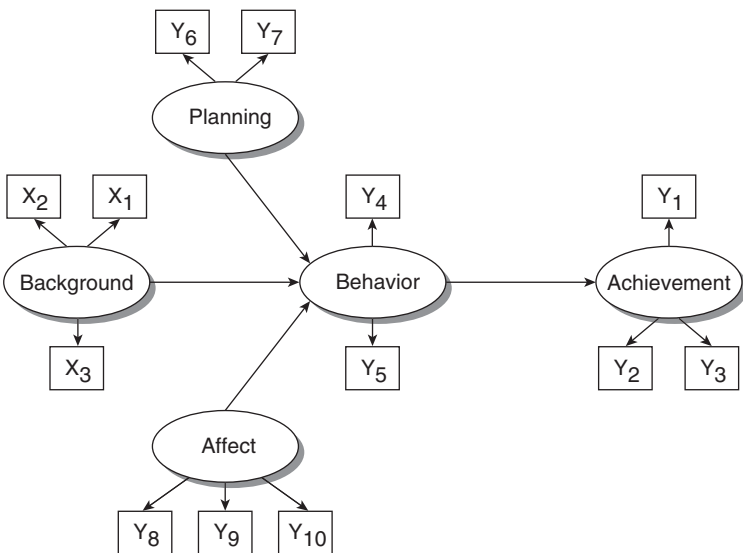 Y6 Y7
Planning
X2 X1 Y4 Y1
Background Behavior Achievement
X3 Y5 Y2 Y3
Affect
Y8 Y9 Y10